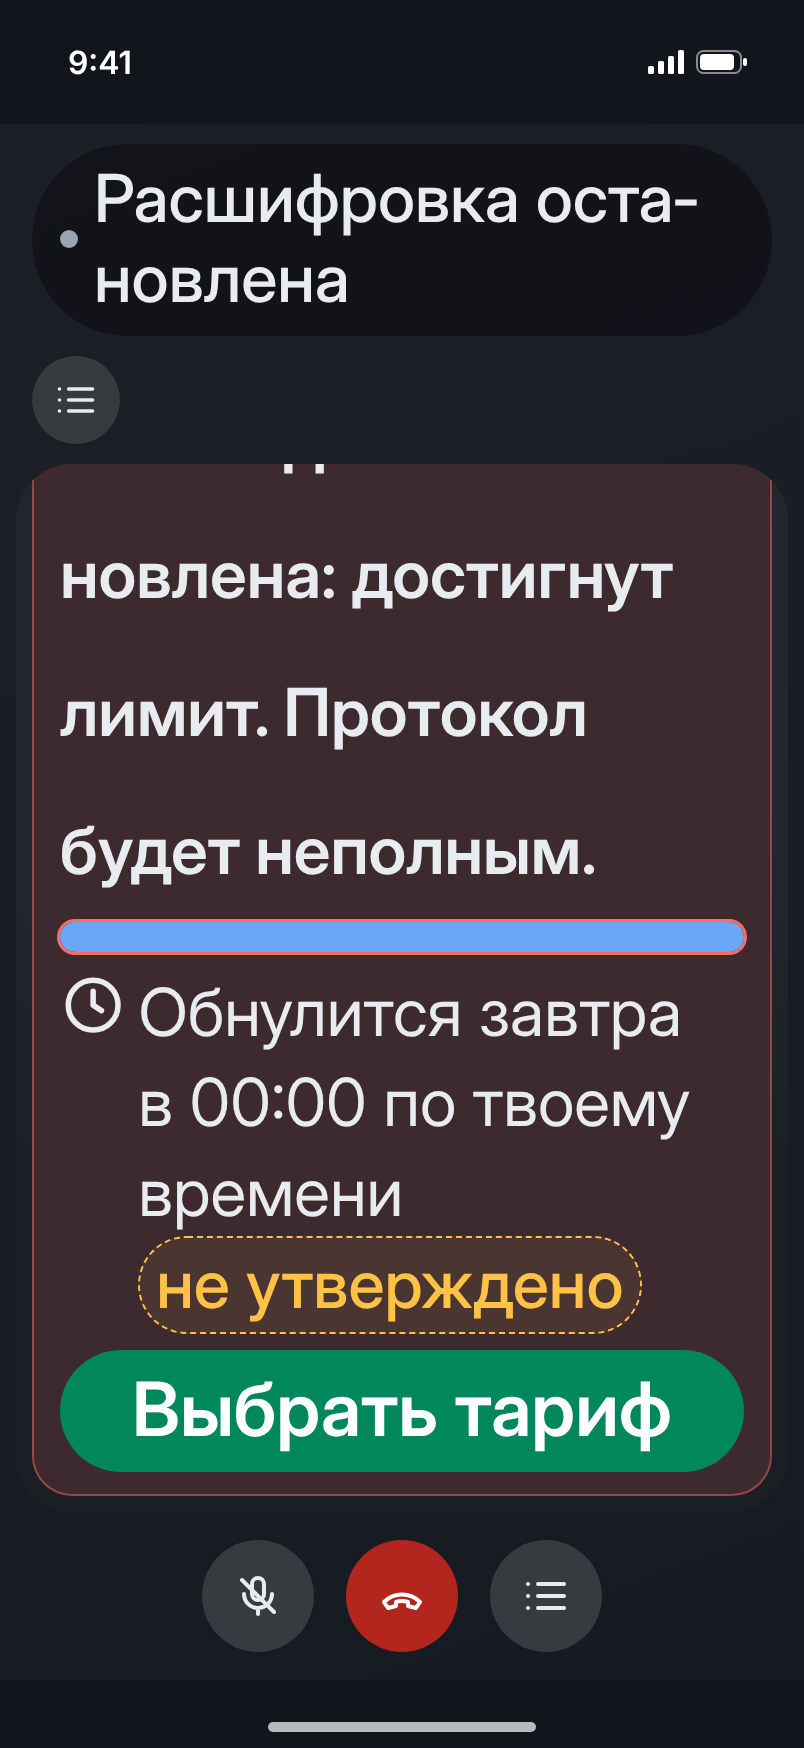 9:41
Расшифровка оста-
новлена
новлена: достигнут
лимит. Протокол
будет неполным.
Обнулится завтра
в 00:00 по твоему
времени
не утверждено
Выбрать тариф